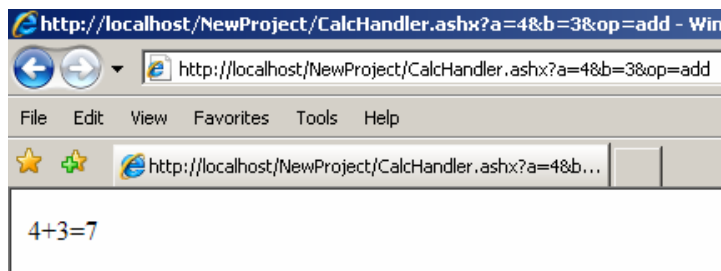 http://localhost/NewProject/CalcHandler.ashx?a=4&b=3&op=add - Win
http://localhost/NewProject/CalcHandler.ashx?a=4&b=3&op=add
File Edit View Favorites Tools Help
http://localhost/NewProject/CalcHandler.ashx?a=4&b...
4+3=7